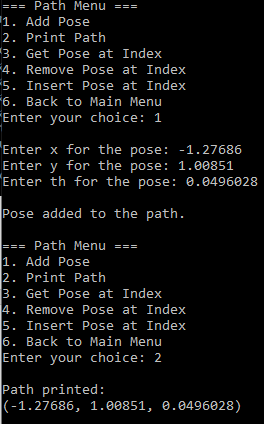 === Path Menu ===
1. Add Pose
2. Print Path
3. Get Pose at Index
4. Remove Pose at Index
5. Insert Pose at Index
6. Back to Main Menu
Enter your choice: 1
Enter x for the pose: -1.27686
Enter y for the pose: 1.00851
Enter th for the pose: 0.0496028
Pose added to the path.
=== Path Menu ===
1. Add Pose
2. Print Path
3. Get Pose at Index
4. Remove Pose at Index
5. Insert Pose at Index
6. Back to Main Menu
Enter your choice: 2
Path printed:
(-1.27686, 1.00851, 0.0496028)